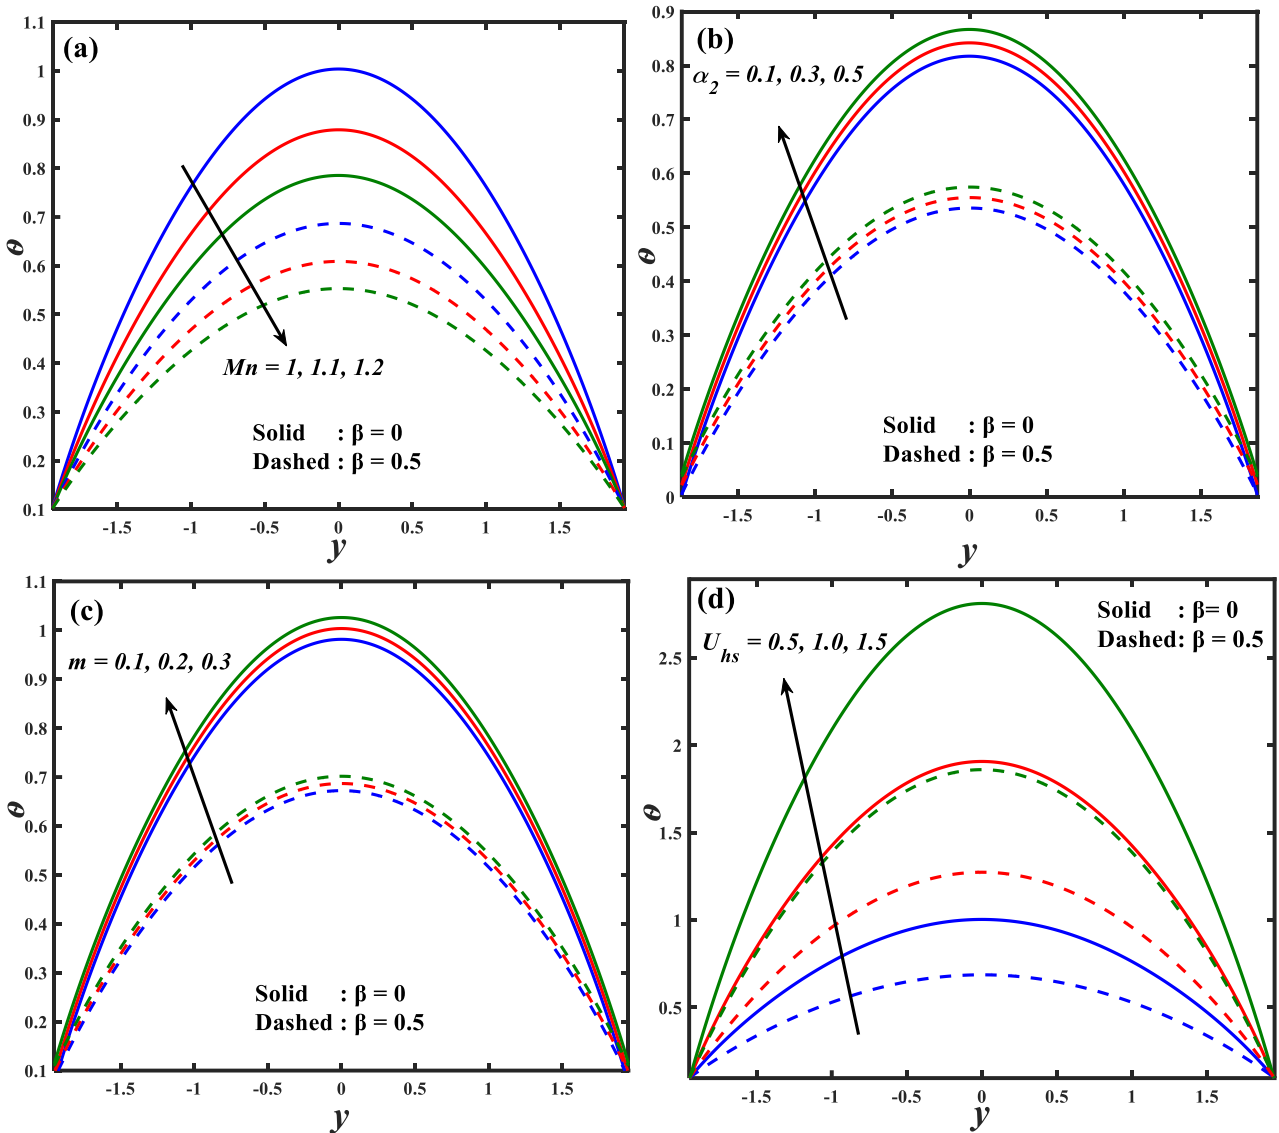 (a)
1.1
1
0.9
0.8
0.7
0.6
0.5
0.4
0.3
0.2
0.1
θ
Mn = 1, 1.1, 1.2
Solid : β = 0
Dashed : β = 0.5
-1.5 -1 -0.5 0 0.5 1 1.5
y
(b)
0.9
0.8
0.7
0.6
0.5
0.4
0.3
0.2
0.1
0
θ
α2 = 0.1, 0.3, 0.5
Solid : β = 0
Dashed : β = 0.5
-1.5 -1 -0.5 0 0.5 1 1.5
y
(c)
1.1
1
0.9
0.8
0.7
0.6
0.5
0.4
0.3
0.2
0.1
θ
m = 0.1, 0.2, 0.3
Solid : β = 0
Dashed : β = 0.5
-1.5 -1 -0.5 0 0.5 1 1.5
y
(d)
2.5
2
1.5
1
0.5
θ
Uhs = 0.5, 1.0, 1.5
Solid : β= 0
Dashed: β = 0.5
-1.5 -1 -0.5 0 0.5 1 1.5
y